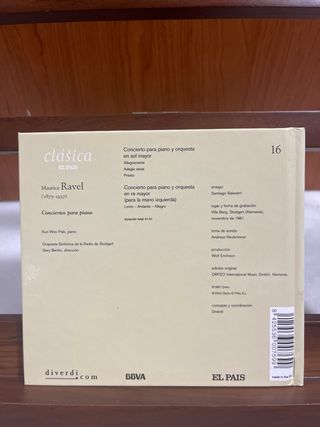 clásica
EL PAIS
Maurice Ravel
(1875-1937)
Conciertos para piano
Kun Woo Paik, piano
Orquesta Sinfónica de la Radio de Stuttgart
Gary Bertini, dirección
Concierto para piano y orquesta
en sol mayor
Allegramente
Adagio assai
Presto
Concierto para piano y orquesta
en re mayor
(para la mano izquierda)
Lento – Andante – Allegro
duración total
16
ensayo
Santiago Salaverri
lugar y fecha de grabación
Villa Berg, Stuttgart (Alemania),
noviembre de 1981
toma de sonido
Andreas Neubronner
producción
Wolf Erichson
edición original
ORFEO International Music, GmbH, Alemania
concepto y coordinación
Diverdi
diverdi.com
BBVA
EL PAIS